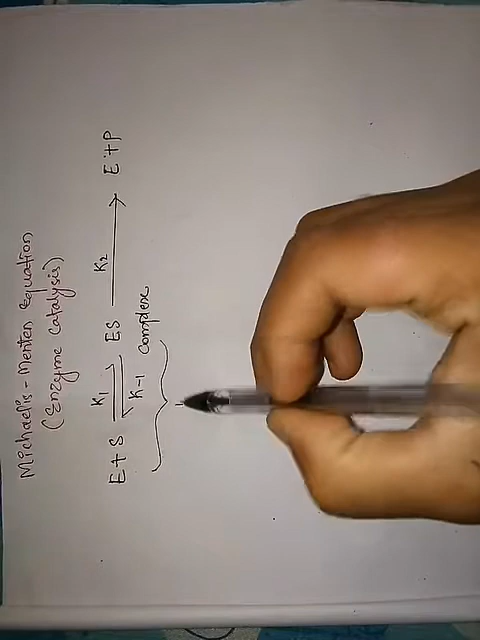 Michaelis-Menten Equation
(Enzyme Catalysis)
E + S ⇌ ES → E + P
K1 K2
K-1 complex